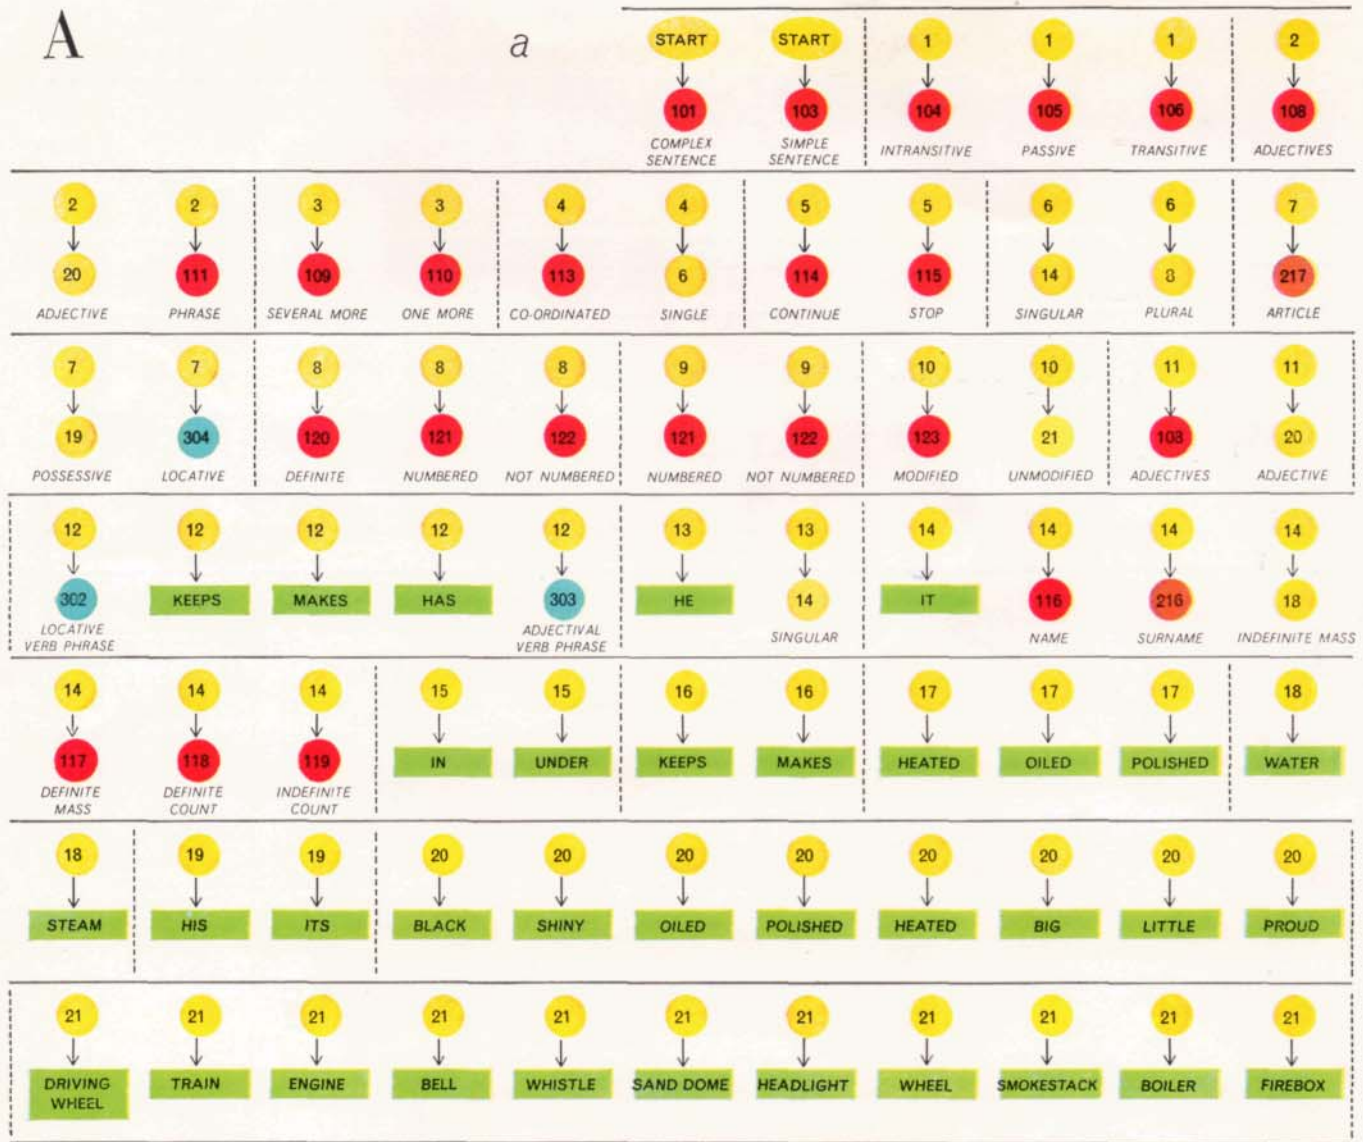 A
a
START START 1 1 1 2
101 103 104 105 106 108
COMPLEX SENTENCE SIMPLE SENTENCE INTRANSITIVE PASSIVE TRANSITIVE ADJECTIVES
2 2 3 3 4 4 5 5 6 6 7
20 111 109 110 113 6 114 115 14 8 217
ADJECTIVE PHRASE SEVERAL MORE ONE MORE CO-ORDINATED SINGLE CONTINUE STOP SINGULAR PLURAL ARTICLE
7 7 8 8 8 9 9 10 10 11 11
19 304 120 121 122 121 122 123 21 108 20
POSSESSIVE LOCATIVE DEFINITE NUMBERED NOT NUMBERED NUMBERED NOT NUMBERED MODIFIED UNMODIFIED ADJECTIVES ADJECTIVE
12 12 12 12 12 13 13 14 14 14 14
302 KEEPS MAKES HAS 303 HE 14 IT 116 216 18
LOCATIVE VERB PHRASE ADJECTIVAL VERB PHRASE SINGULAR NAME SURNAME INDEFINITE MASS
14 14 14 15 15 16 16 17 17 17 18
117 118 119 IN UNDER KEEPS MAKES HEATED OILED POLISHED WATER
DEFINITE MASS DEFINITE COUNT INDEFINITE COUNT
18 19 19 20 20 20 20 20 20 20 20
STEAM HIS ITS BLACK SHINY OILED POLISHED HEATED BIG LITTLE PROUD
21 21 21 21 21 21 21 21 21 21 21
DRIVING WHEEL TRAIN ENGINE BELL WHISTLE SAND DOME HEADLIGHT WHEEL SMOKESTACK BOILER FIREBOX